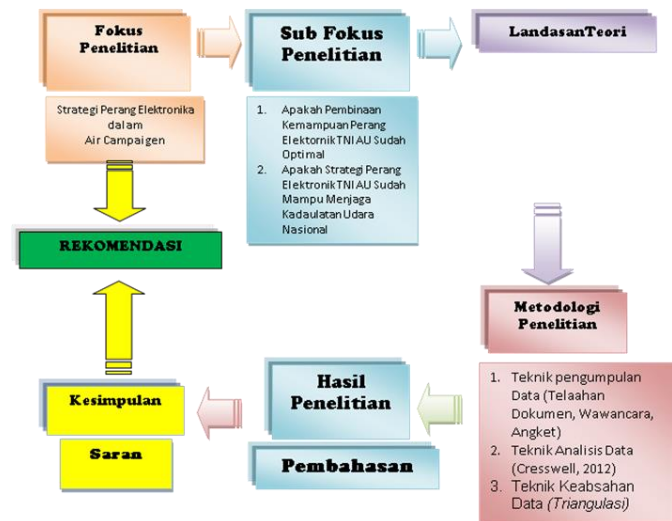 Fokus
Penelitian
Strategi Perang Elektronika
dalam
Air Campaigen
Sub Fokus
Penelitian
1. Apakah Pembinaan
Kemampuan Perang
Elektornik TNI AU Sudah
Optimal
2. Apakah Strategi Perang
Elektronik TNI AU Sudah
Mampu Menjaga
Kadaulatan Udara
Nasional
LandasanTeori
Metodologi
Penelitian
1. Teknik pengumpulan
Data (Telaahan
Dokumen, Wawancara,
Angket)
2. Teknik Analisis Data
(Cresswell, 2012)
3. Teknik Keabsahan
Data (Triangulasi)
Hasil
Penelitian
Pembahasan
Kesimpulan
Saran
REKOMENDASI